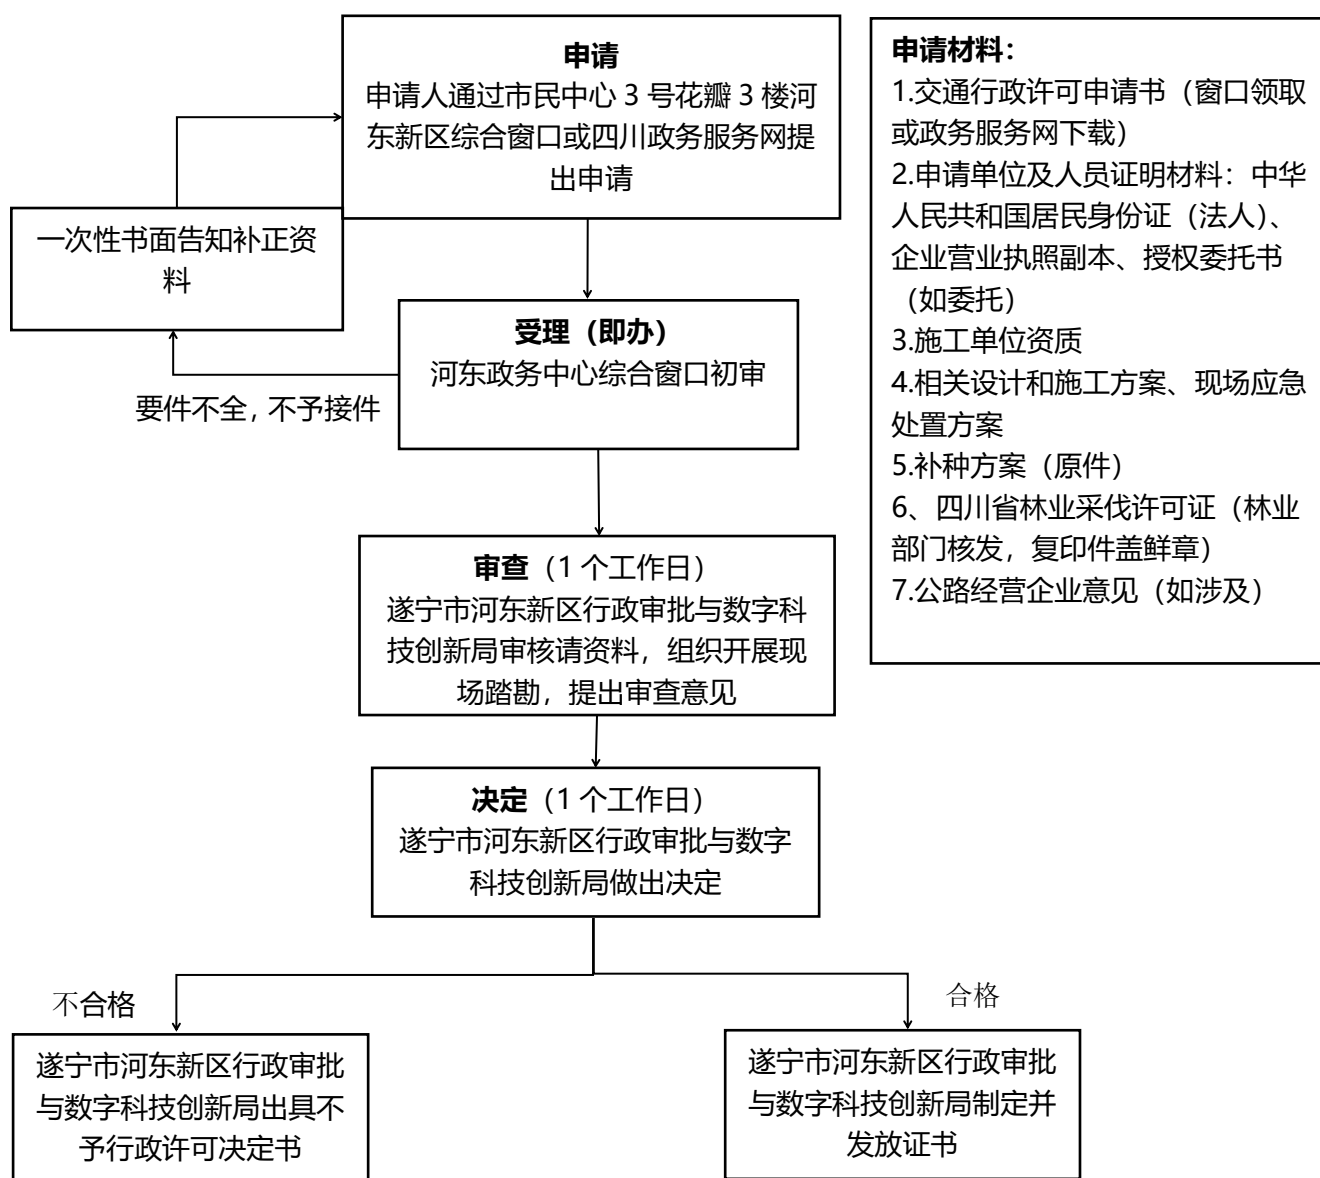 申请
申请人通过市民中心 3 号花瓣 3 楼河
东新区综合窗口或四川政务服务网提
出申请
一次性书面告知补正资
料
受理（即办）
河东政务中心综合窗口初审
要件不全，不予接件
审查（1 个工作日）
遂宁市河东新区行政审批与数字科
技创新局审核请资料，组织开展现
场踏勘，提出审查意见
决定（1 个工作日）
遂宁市河东新区行政审批与数字
科技创新局做出决定
不合格
合格
遂宁市河东新区行政审批
与数字科技创新局出具不
予行政许可决定书
遂宁市河东新区行政审批
与数字科技创新局制定并
发放证书
申请材料：
1.交通行政许可申请书（窗口领取
或政务服务网下载）
2.申请单位及人员证明材料：中华
人民共和国居民身份证（法人）、
企业营业执照副本、授权委托书
（如委托）
3.施工单位资质
4.相关设计和施工方案、现场应急
处置方案
5.补种方案（原件）
6、四川省林业采伐许可证（林业
部门核发，复印件盖鲜章）
7.公路经营企业意见（如涉及）